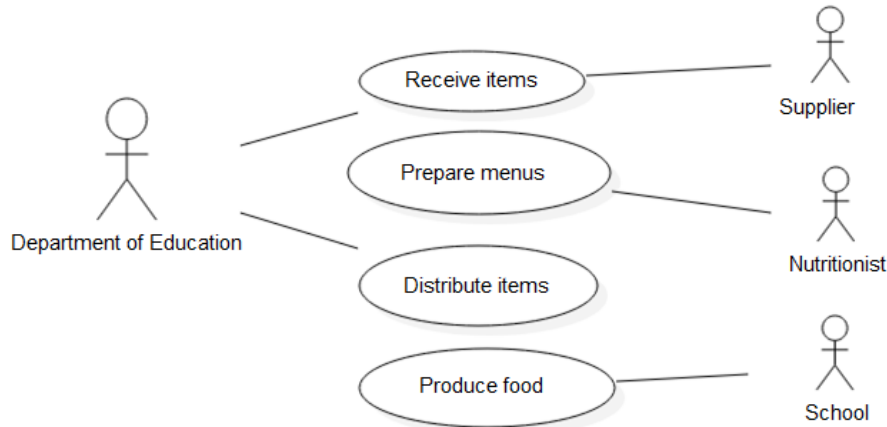 Receive items
Supplier
Prepare menus
Department of Education
Nutritionist
Distribute items
Produce food
School